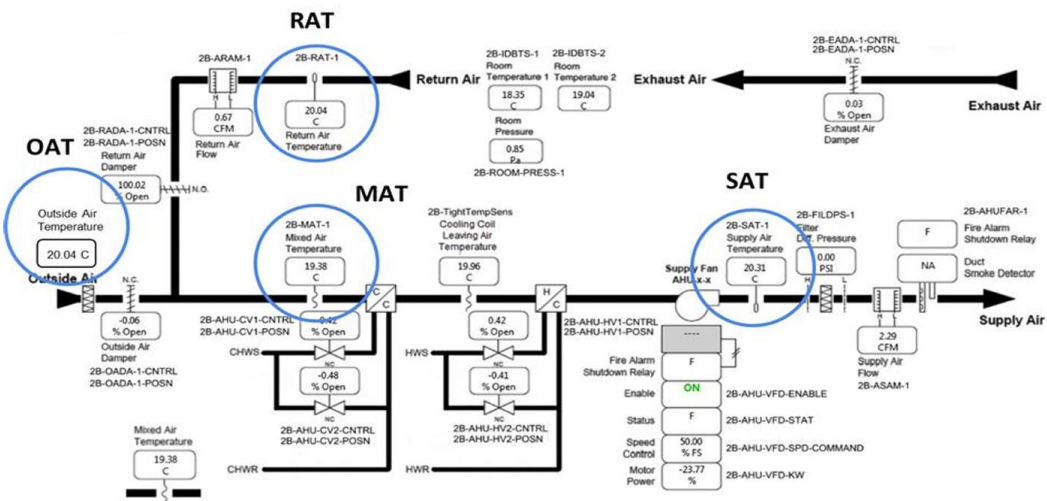 RAT
2B-ARAM-1
2B-RAT-1
Return Air
H L
0.67
CFM
Return Air
Flow
20.04
C
Return Air
Temperature
2B-IDBTS-1
Room
Temperature 1
18.35
C
2B-IDBTS-2
Room
Temperature 2
19.04
C
Room
Pressure
0.85
Pa
2B-ROOM-PRESS-1
2B-EADA-1-CNTRL
2B-EADA-1-POSN
N.C.
Exhaust Air
Exhaust Air
0.03
% Open
Exhaust Air
Damper
2B-RADA-1-CNTRL
2B-RADA-1-POSN
Return Air
Damper
100.02
% Open
N.O.
OAT
Outside Air
Temperature
20.04 C
Outside Air
N.C.
-0.06
% Open
Outside Air
Damper
2B-OADA-1-CNTRL
2B-OADA-1-POSN
MAT
2B-MAT-1
Mixed Air
Temperature
19.38
C
2B-TightTempSens
Cooling Coil
Leaving Air
Temperature
19.96
C
C
C
H
C
2B-AHU-CV1-CNTRL
2B-AHU-CV1-POSN
% Open
CHWS
NC
-0.48
% Open
NC
2B-AHU-CV2-CNTRL
2B-AHU-CV2-POSN
CHWR
0.42
% Open
2B-AHU-HV1-CNTRL
2B-AHU-HV1-POSN
HWS
NC
-0.41
% Open
NC
2B-AHU-HV2-CNTRL
2B-AHU-HV2-POSN
HWR
SAT
2B-SAT-1
Supply Air
Temperature
20.31
C
Supply Fan
AHU-x-x
2B-FILDPS-1
Filter
Diff. Pressure
0.00
PSI
H L
2B-AHUFAR-1
F
Fire Alarm
Shutdown Relay
NA
Duct
Smoke Detector
Supply Air
H L
2.29
CFM
Supply Air
Flow
2B-ASAM-1
----
Fire Alarm
Shutdown Relay
F
Enable
ON
2B-AHU-VFD-ENABLE
Status
F
2B-AHU-VFD-STAT
Speed
Control
50.00
% FS
2B-AHU-VFD-SPD-COMMAND
Motor
Power
-23.77
%
2B-AHU-VFD-KW
Mixed Air
Temperature
19.38
C